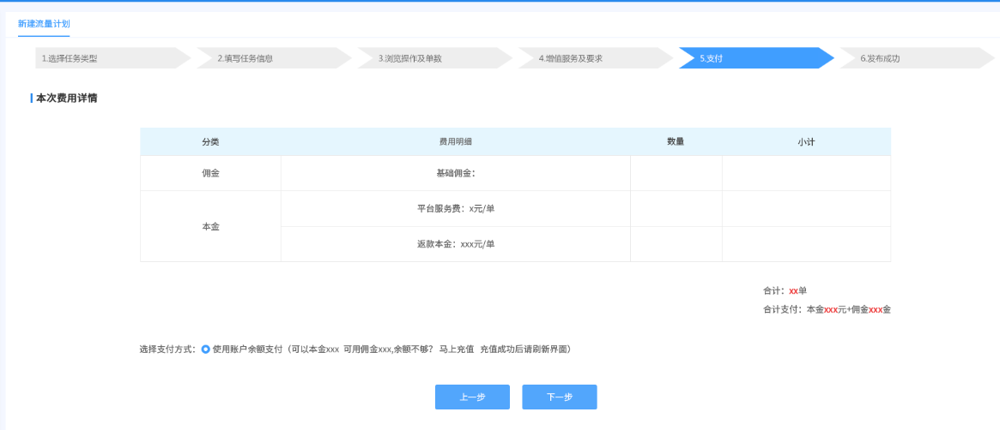 新建流量计划
1.选择任务类型 2.填写任务信息 3.浏览操作及单数 4.增值服务及要求 5.支付 6.发布成功
本次费用详情
分类 费用明细 数量 小计
佣金 基础佣金：
本金 平台服务费：x元/单
返款本金：xxx元/单
合计：xx单
合计支付：本金xxx元+佣金xxx金
选择支付方式： 使用账户余额支付（可以本金xxx 可用佣金xxx,余额不够？ 马上充值 充值成功后请刷新界面）
上一步 下一步